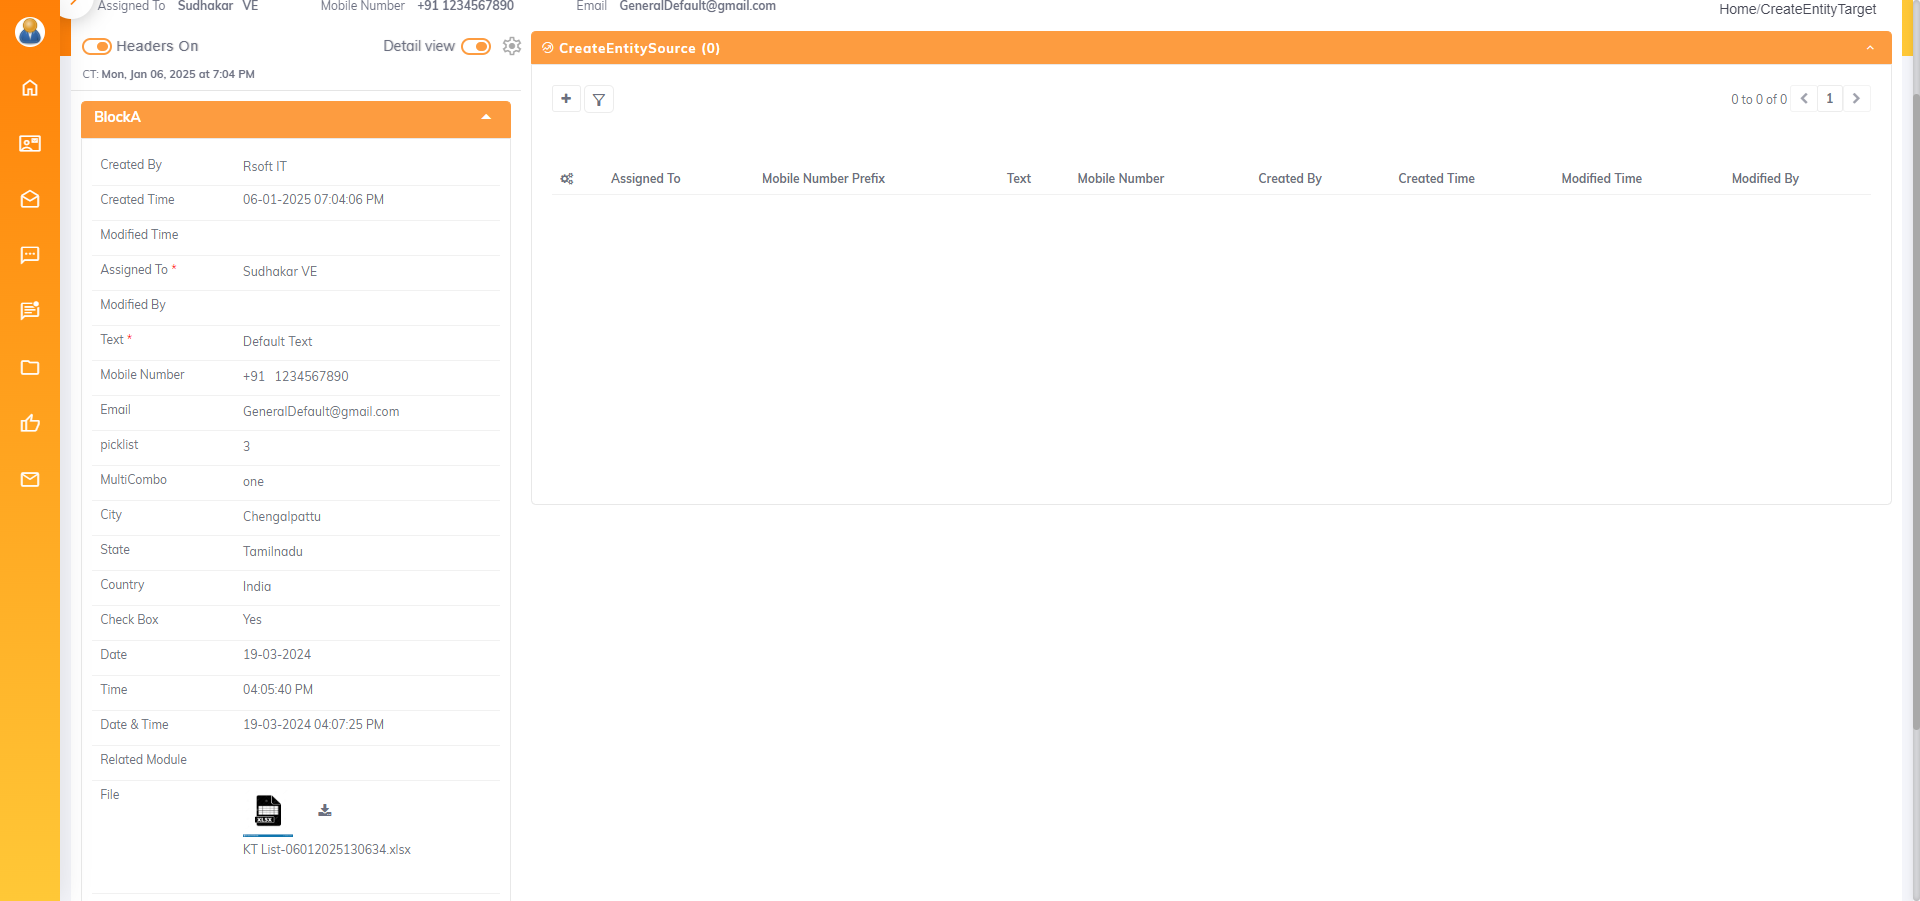 Assigned To Sudhakar VE Mobile Number +91 1234567890 Email GeneralDefault@gmail.com
Home/CreateEntityTarget
Headers On Detail view
CT: Mon, Jan 06, 2025 at 7:04 PM
BlockA
Created By Rsoft IT
Created Time 06-01-2025 07:04:06 PM
Modified Time
Assigned To * Sudhakar VE
Modified By
Text * Default Text
Mobile Number +91 1234567890
Email GeneralDefault@gmail.com
picklist 3
MultiCombo one
City Chengalpattu
State Tamilnadu
Country India
Check Box Yes
Date 19-03-2024
Time 04:05:40 PM
Date & Time 19-03-2024 04:07:25 PM
Related Module
File
XLSX
KT List-06012025130634.xlsx
CreateEntitySource (0)
0 to 0 of 0 1
Assigned To Mobile Number Prefix Text Mobile Number Created By Created Time Modified Time Modified By